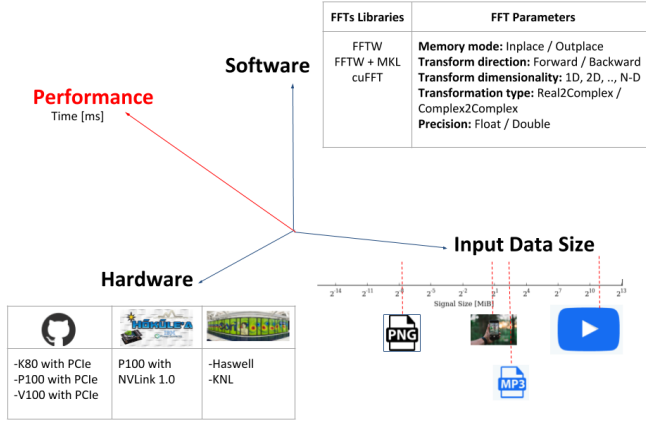 FFTs Libraries
FFT Parameters
FFTW
FFTW + MKL
cuFFT
Memory mode: Inplace / Outplace
Transform direction: Forward / Backward
Transform dimensionality: 1D, 2D, .., N-D
Transformation type: Real2Complex /
Complex2Complex
Precision: Float / Double
Software
Performance
Time [ms]
Input Data Size
Hardware
2^-14 2^-11 2^-8 2^-5 2^-2 2^1 2^4 2^7 2^10 2^13
Signal Size [MiB]
PNG
MP3
HŌKŪLE'A
-K80 with PCIe
-P100 with PCIe
-V100 with PCIe
P100 with
NVLink 1.0
-Haswell
-KNL